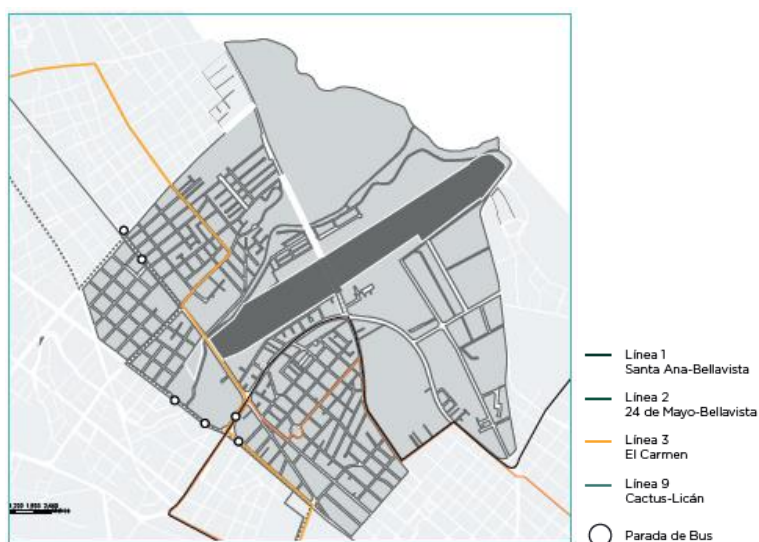 Línea 1
Santa Ana-Bellavista
Línea 2
24 de Mayo-Bellavista
Línea 3
El Carmen
Línea 9
Cactus-Licán
Parada de Bus